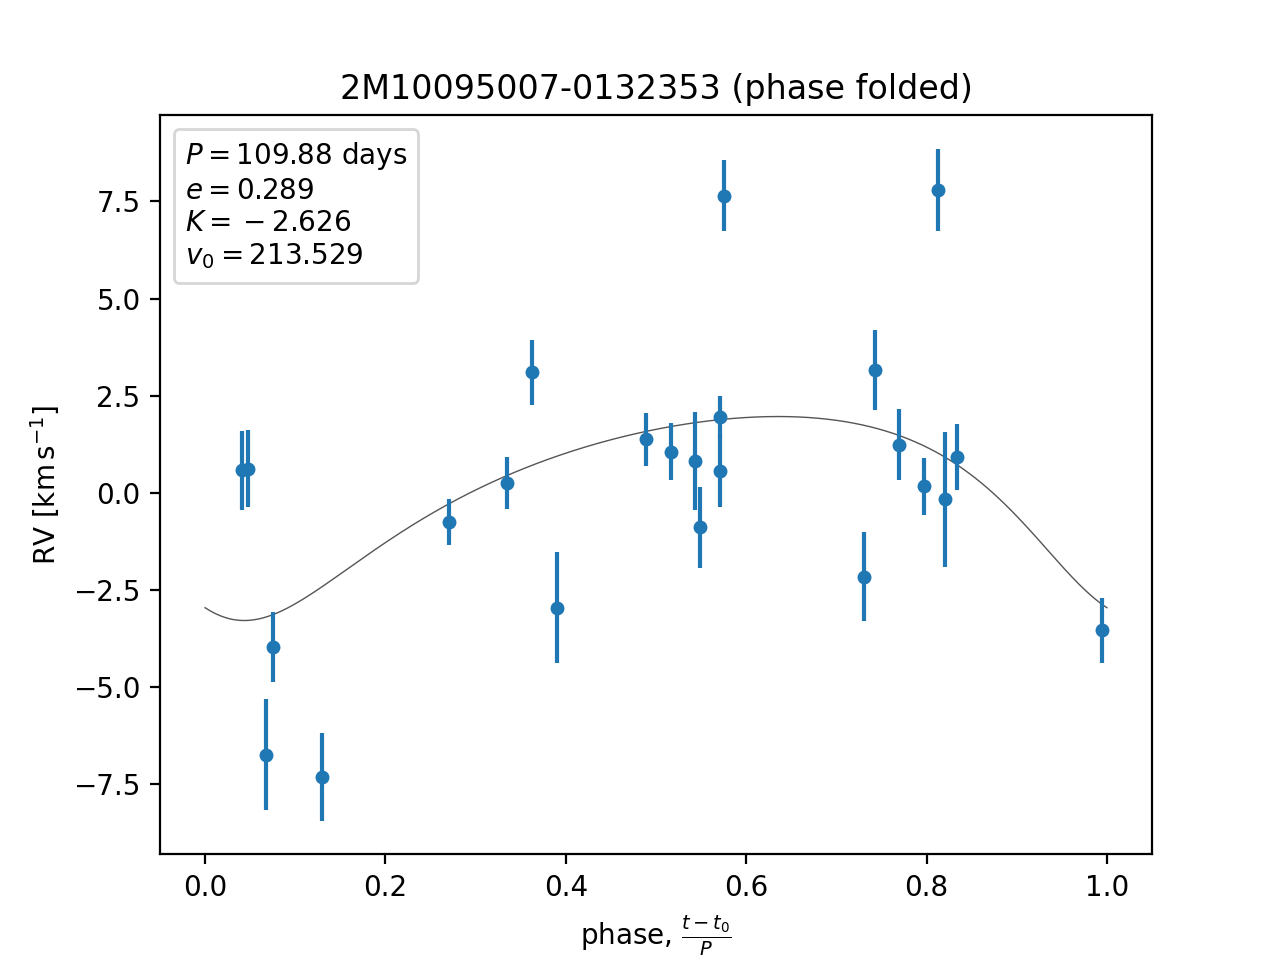 2M10095007-0132353 (phase folded)
P = 109.88 days
e = 0.289
K = −2.626
v₀ = 213.529
7.5
5.0
2.5
0.0
−2.5
−5.0
−7.5
RV [km s⁻¹]
0.0 0.2 0.4 0.6 0.8 1.0
phase, (t − t₀)/P